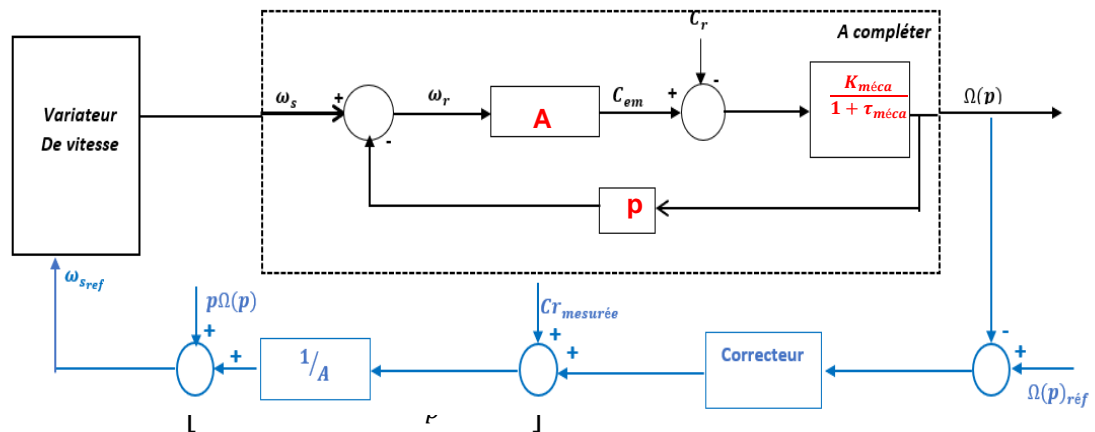 Variateur
De vitesse
A compléter
C_r
ω_s
+
-
ω_r
A
C_em
+
-
K_méca
1 + τ_méca
Ω(p)
p
ω_s_ref
pΩ(p)
+
+
1/A
Cr_mesurée
+
+
Correcteur
-
+
Ω(p)_réf